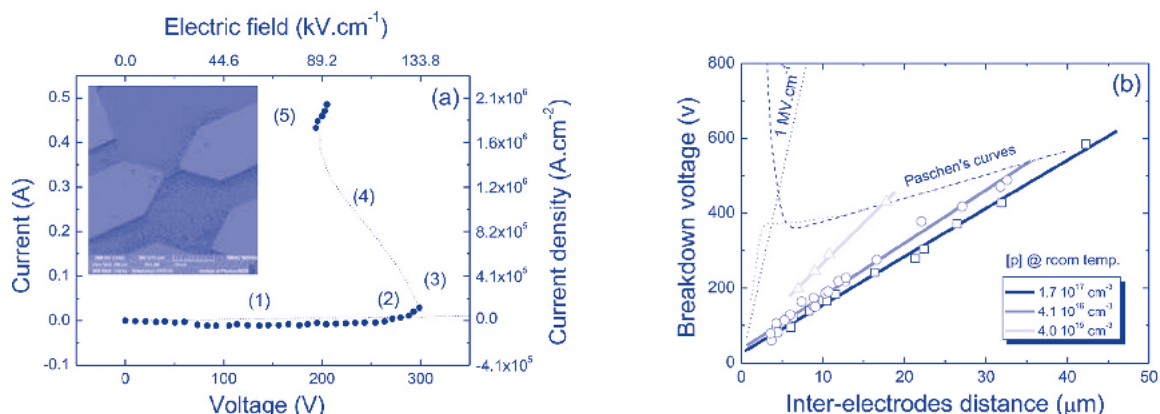 Electric field (kV.cm⁻¹)
0.0 44.6 89.2 133.8
(a)
0.5
0.4
0.3
0.2
0.1
0.0
-0.1
Current (A)
2.1x10⁶
1.6x10⁶
1.2x10⁶
8.2x10⁵
4.1x10⁵
0.0
-4.1x10⁵
Current density (A.cm⁻²)
(5)
(4)
(3)
(2)
(1)
0 100 200 300
Voltage (V)
(b)
800
600
400
200
0
Breakdown voltage (v)
1 MV.cm⁻¹
Paschen's curves
[p] @ room temp.
1.7 10¹⁷ cm⁻³
4.1 10¹⁸ cm⁻³
4.0 10¹⁹ cm⁻³
0 10 20 30 40 50
Inter-electrodes distance (μm)